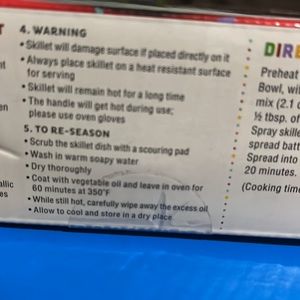 4. WARNING
• Skillet will damage surface if placed directly on it
• Always place skillet on a heat resistant surface
for serving
• Skillet will remain hot for a long time
• The handle will get hot during use;
please use oven gloves
5. TO RE-SEASON
• Scrub the skillet dish with a scouring pad
• Wash in warm soapy water
• Dry thoroughly
• Coat with vegetable oil and leave in oven for
60 minutes at 350°F
• While still hot, carefully wipe away the excess oil
• Allow to cool and store in a dry place
DIRE
Preheat
Bowl, wi
mix (2.1
½ tbsp. of
Spray skill
spread bat
Spread into
20 minutes.
(Cooking tim